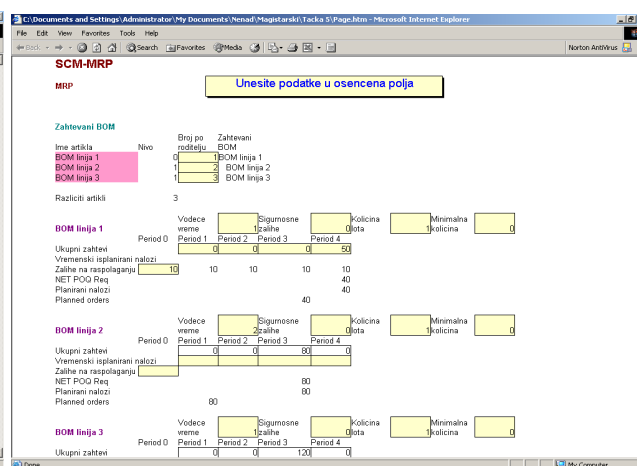 C:\Documents and Settings\Administrator\My Documents\Nenad\Magistarski\Tacka 5\Page.htm - Microsoft Internet Explorer
File Edit View Favorites Tools Help
Back Search Favorites Media Norton AntiVirus
SCM-MRP
MRP
Unesite podatke u osencena polja
Zahtevani BOM
Broj po Zahtevani
Ime artikla Nivo roditelju BOM
BOM linija 1 0 1 BOM linija 1
BOM linija 2 1 2 BOM linija 2
BOM linija 3 1 3 BOM linija 3
Razliciti artikli 3
Vodece Sigurnosne Kolicina Minimalna
BOM linija 1 vreme 1 zalihe 0 lota 1 kolicina 0
Period 0 Period 1 Period 2 Period 3 Period 4
Ukupni zahtevi 0 0 0 50
Vremenski isplanirani nalozi
Zalihe na raspolaganju 10 10 10 10 10
NET POQ Req 40
Planirani nalozi 40
Planned orders 40
Vodece Sigurnosne Kolicina Minimalna
BOM linija 2 vreme 2 zalihe 0 lota 1 kolicina 0
Period 0 Period 1 Period 2 Period 3 Period 4
Ukupni zahtevi 0 0 80 0
Vremenski isplanirani nalozi
Zalihe na raspolaganju
NET POQ Req 80
Planirani nalozi 80
Planned orders 80
Vodece Sigurnosne Kolicina Minimalna
BOM linija 3 vreme 1 zalihe 0 lota 1 kolicina 0
Period 0 Period 1 Period 2 Period 3 Period 4
Ukupni zahtevi 0 0 120 0
Done My Computer